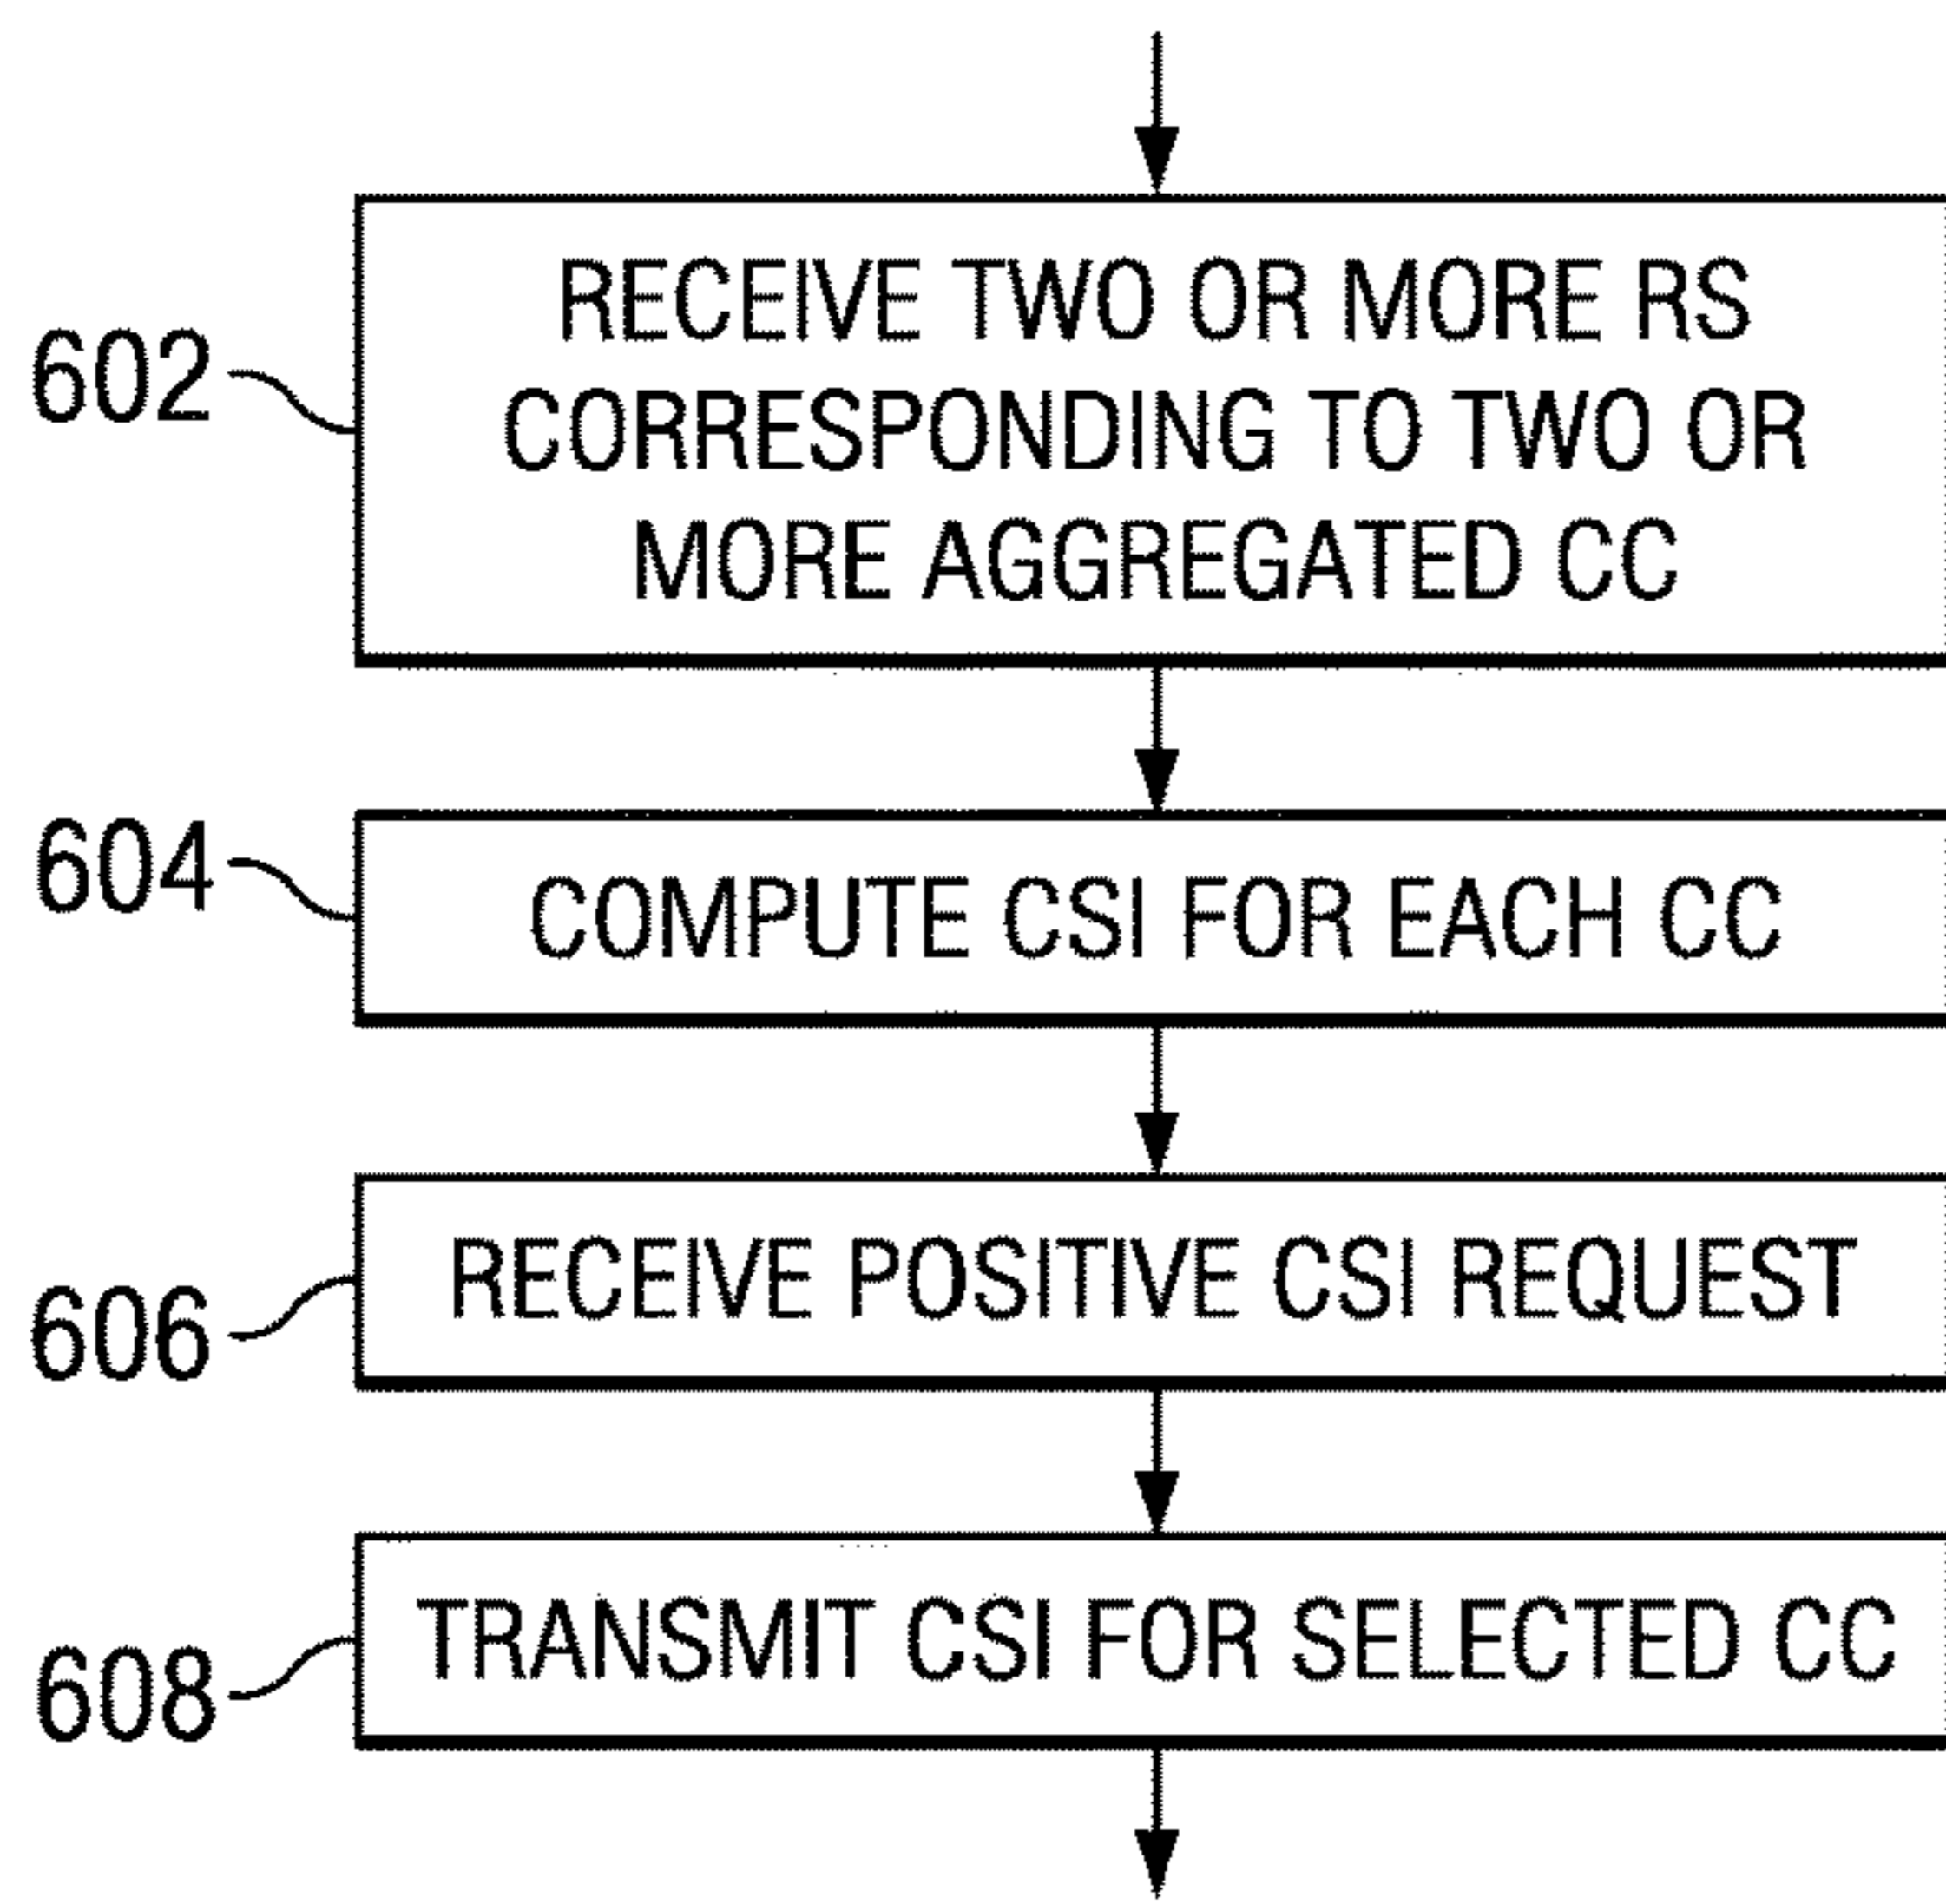 602
RECEIVE TWO OR MORE RS
CORRESPONDING TO TWO OR
MORE AGGREGATED CC
604
COMPUTE CSI FOR EACH CC
606
RECEIVE POSITIVE CSI REQUEST
608
TRANSMIT CSI FOR SELECTED CC